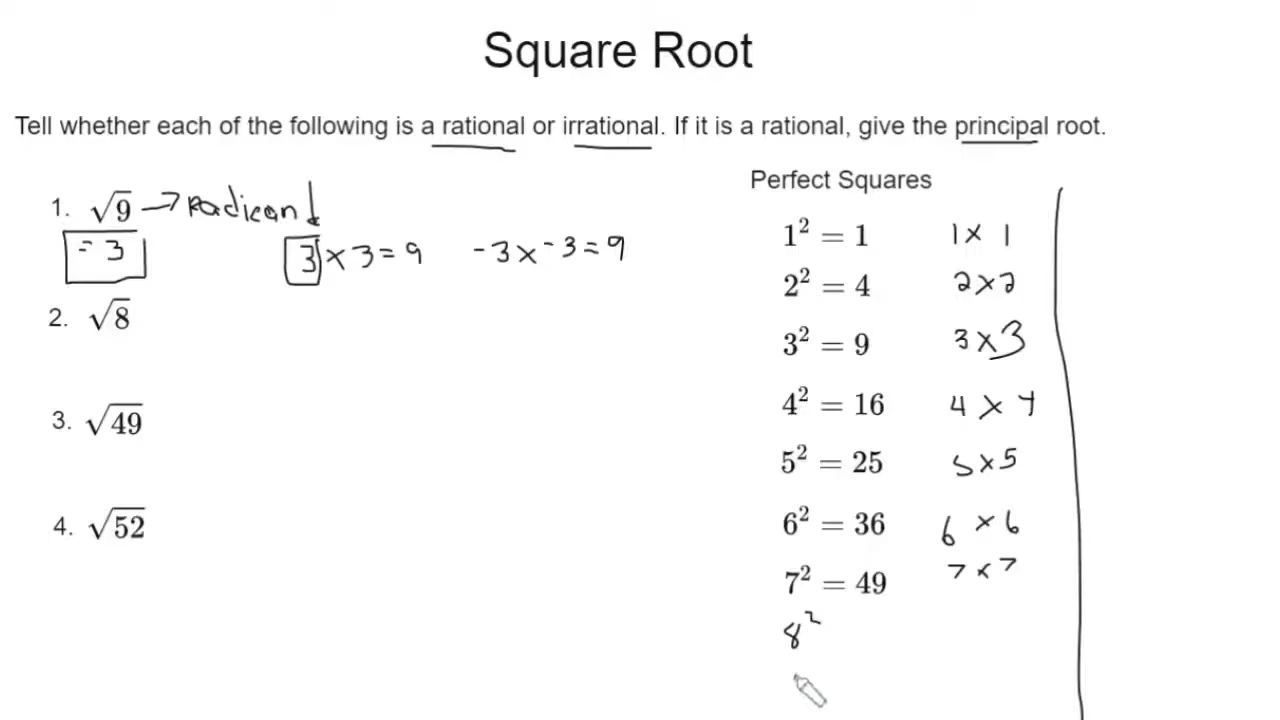 Square Root
Tell whether each of the following is a rational or irrational. If it is a rational, give the principal root.
1. √9 → Radicand
= 3
3 × 3 = 9
-3 × -3 = 9
2. √8
3. √49
4. √52
Perfect Squares
1² = 1 1 × 1
2² = 4 2 × 2
3² = 9 3 × 3
4² = 16 4 × 4
5² = 25 5 × 5
6² = 36 6 × 6
7² = 49 7 × 7
8²